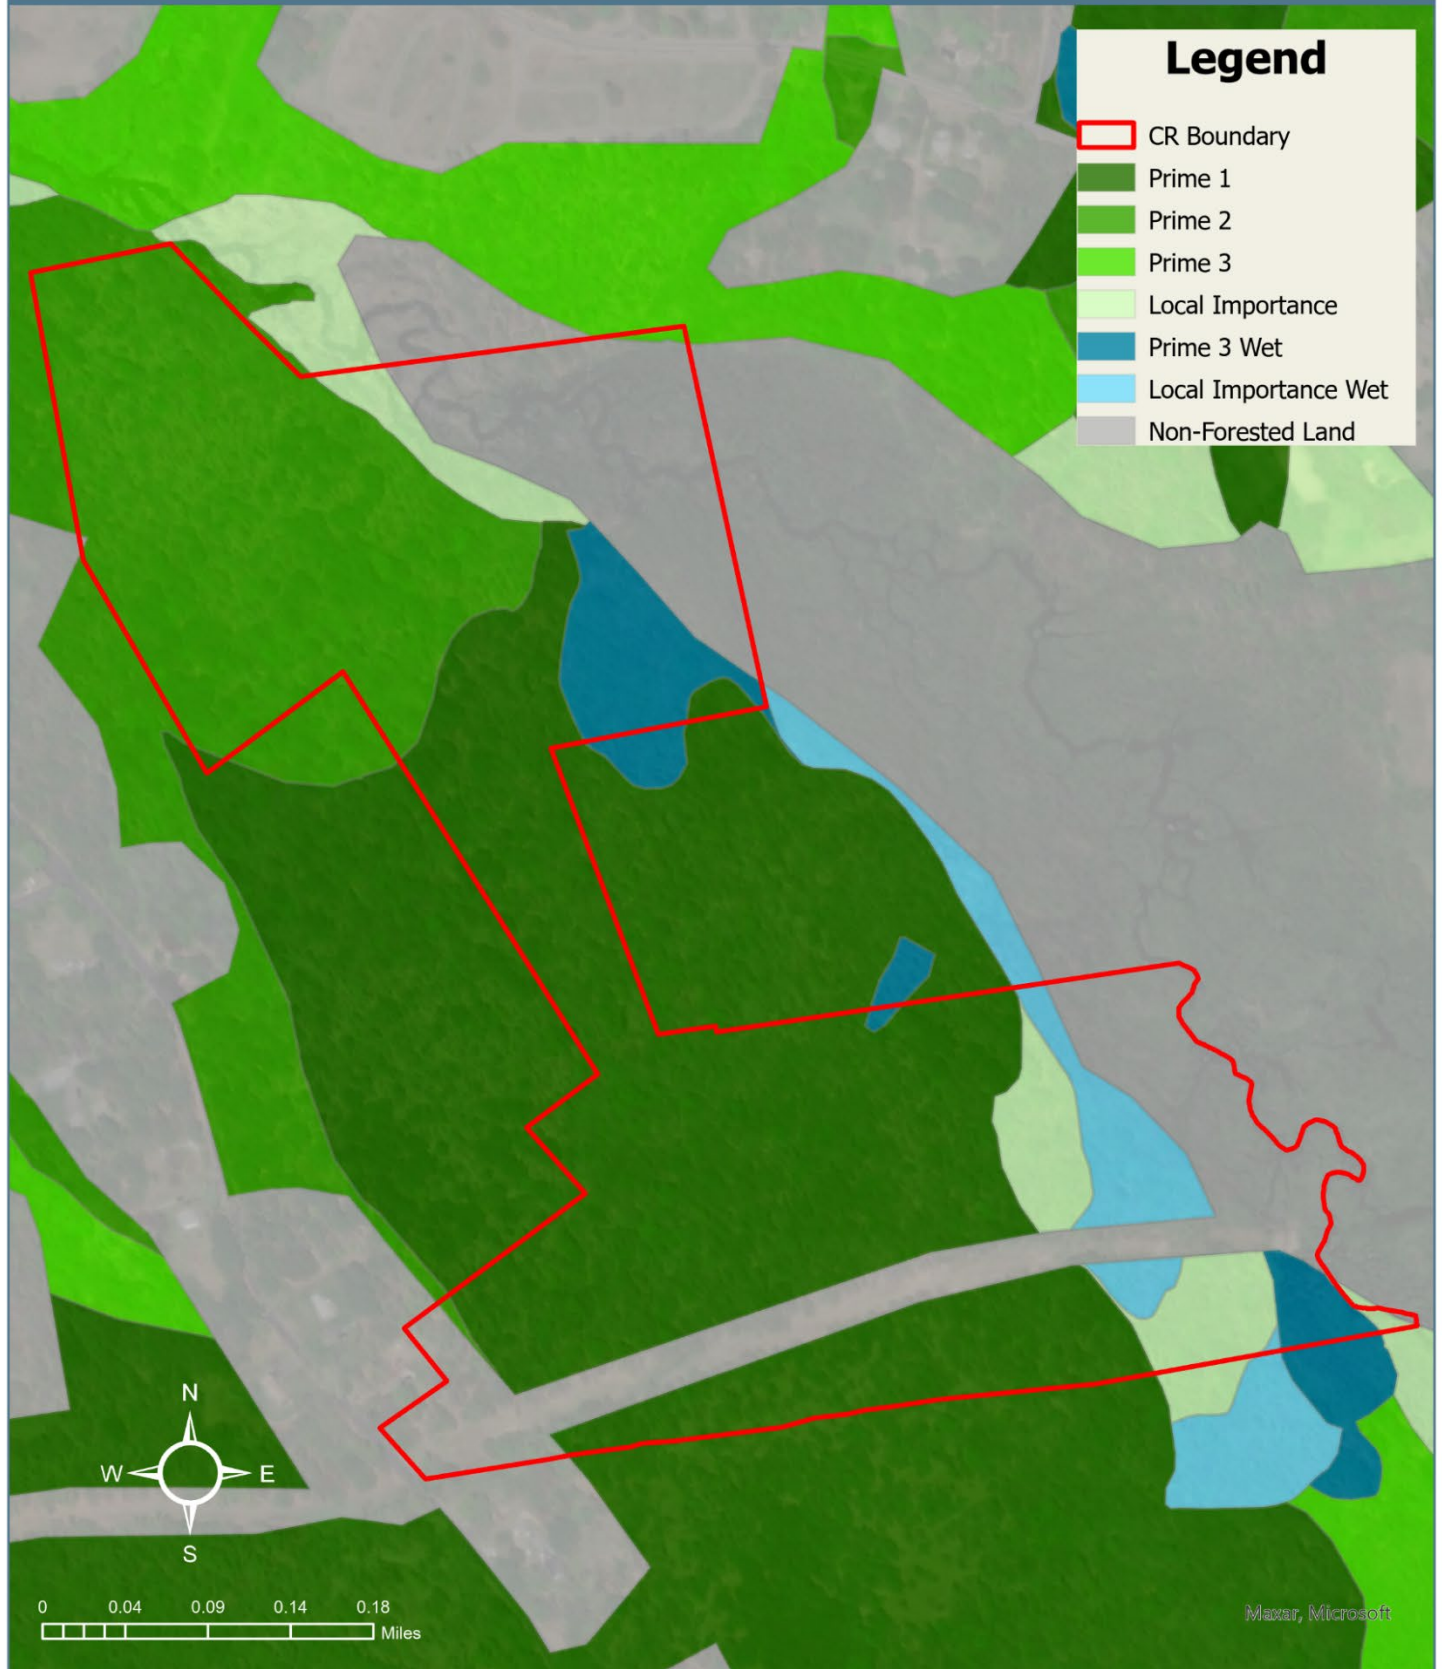 Legend
CR Boundary
Prime 1
Prime 2
Prime 3
Local Importance
Prime 3 Wet
Local Importance Wet
Non-Forested Land
N
W E
S
0 0.04 0.09 0.14 0.18
Miles
Maxar, Microsoft